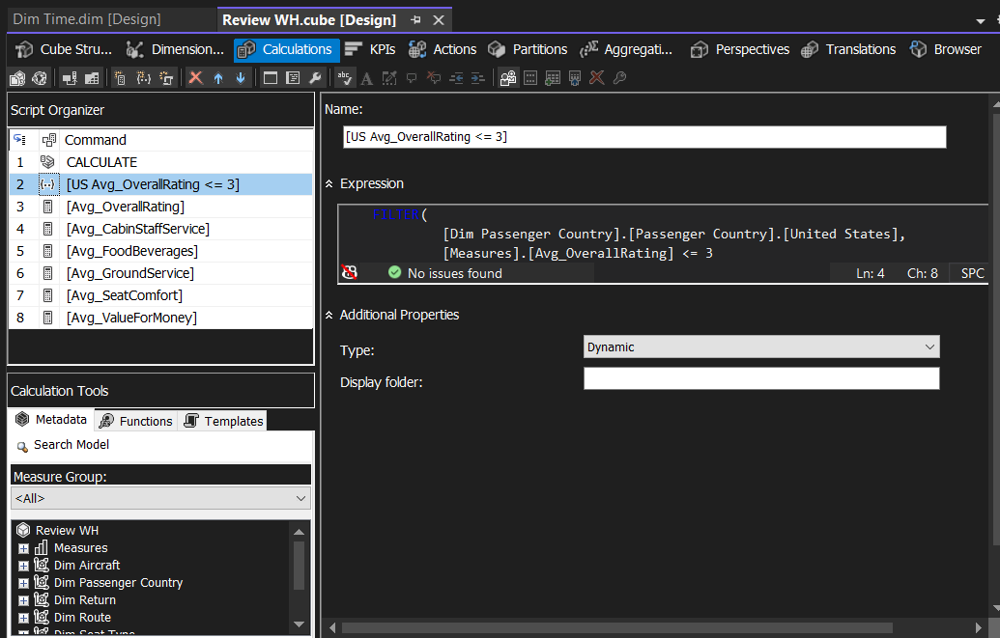 Dim Time.dim [Design]
Review WH.cube [Design]
Cube Stru...
Dimension...
Calculations
KPIs
Actions
Partitions
Aggregati...
Perspectives
Translations
Browser
abc
A
Script Organizer
Command
1 CALCULATE
2 [US Avg_OverallRating <= 3]
3 [Avg_OverallRating]
4 [Avg_CabinStaffService]
5 [Avg_FoodBeverages]
6 [Avg_GroundService]
7 [Avg_SeatComfort]
8 [Avg_ValueForMoney]
Calculation Tools
Metadata
Functions
Templates
Search Model
Measure Group:
<All>
Review WH
Measures
Dim Aircraft
Dim Passenger Country
Dim Return
Dim Route
Dim Seat Type
Name:
[US Avg_OverallRating <= 3]
Expression
FILTER(
[Dim Passenger Country].[Passenger Country].[United States],
[Measures].[Avg_OverallRating] <= 3
No issues found
Ln: 4
Ch: 8
SPC
Additional Properties
Type:
Dynamic
Display folder: